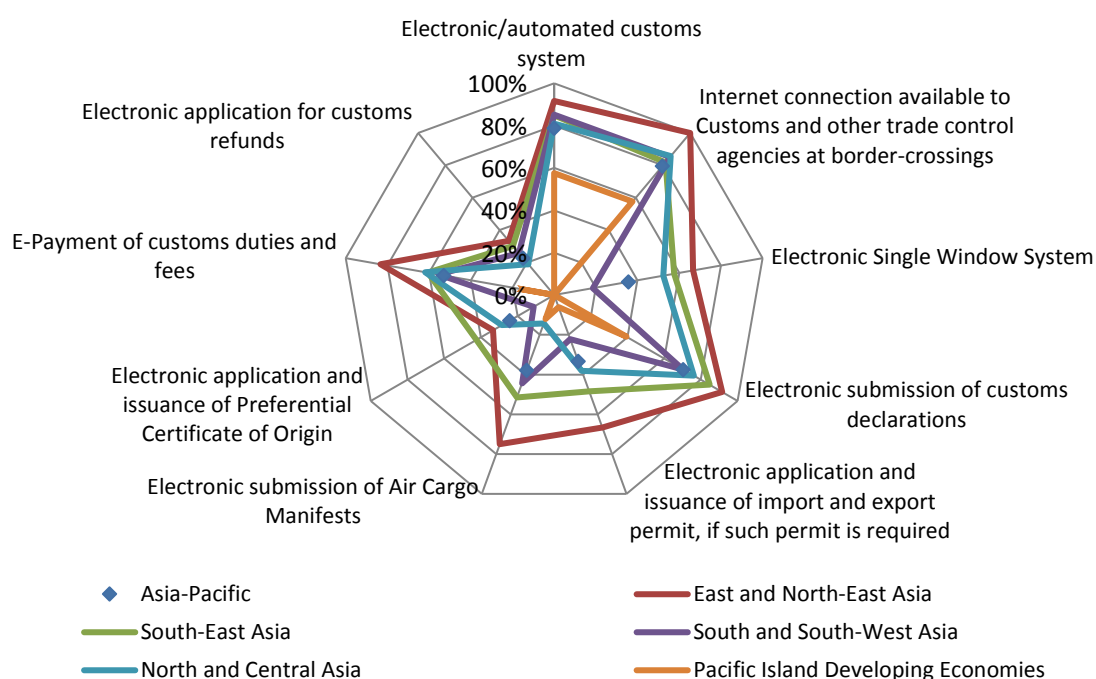 Electronic/automated customs
system
100%
80%
60%
40%
20%
0%
Internet connection available to
Customs and other trade control
agencies at border-crossings
Electronic Single Window System
Electronic submission of customs
declarations
Electronic application and
issuance of import and export
permit, if such permit is required
Electronic submission of Air Cargo
Manifests
Electronic application and
issuance of Preferential
Certificate of Origin
E-Payment of customs duties and
fees
Electronic application for customs
refunds
Asia-Pacific
East and North-East Asia
South-East Asia
South and South-West Asia
North and Central Asia
Pacific Island Developing Economies